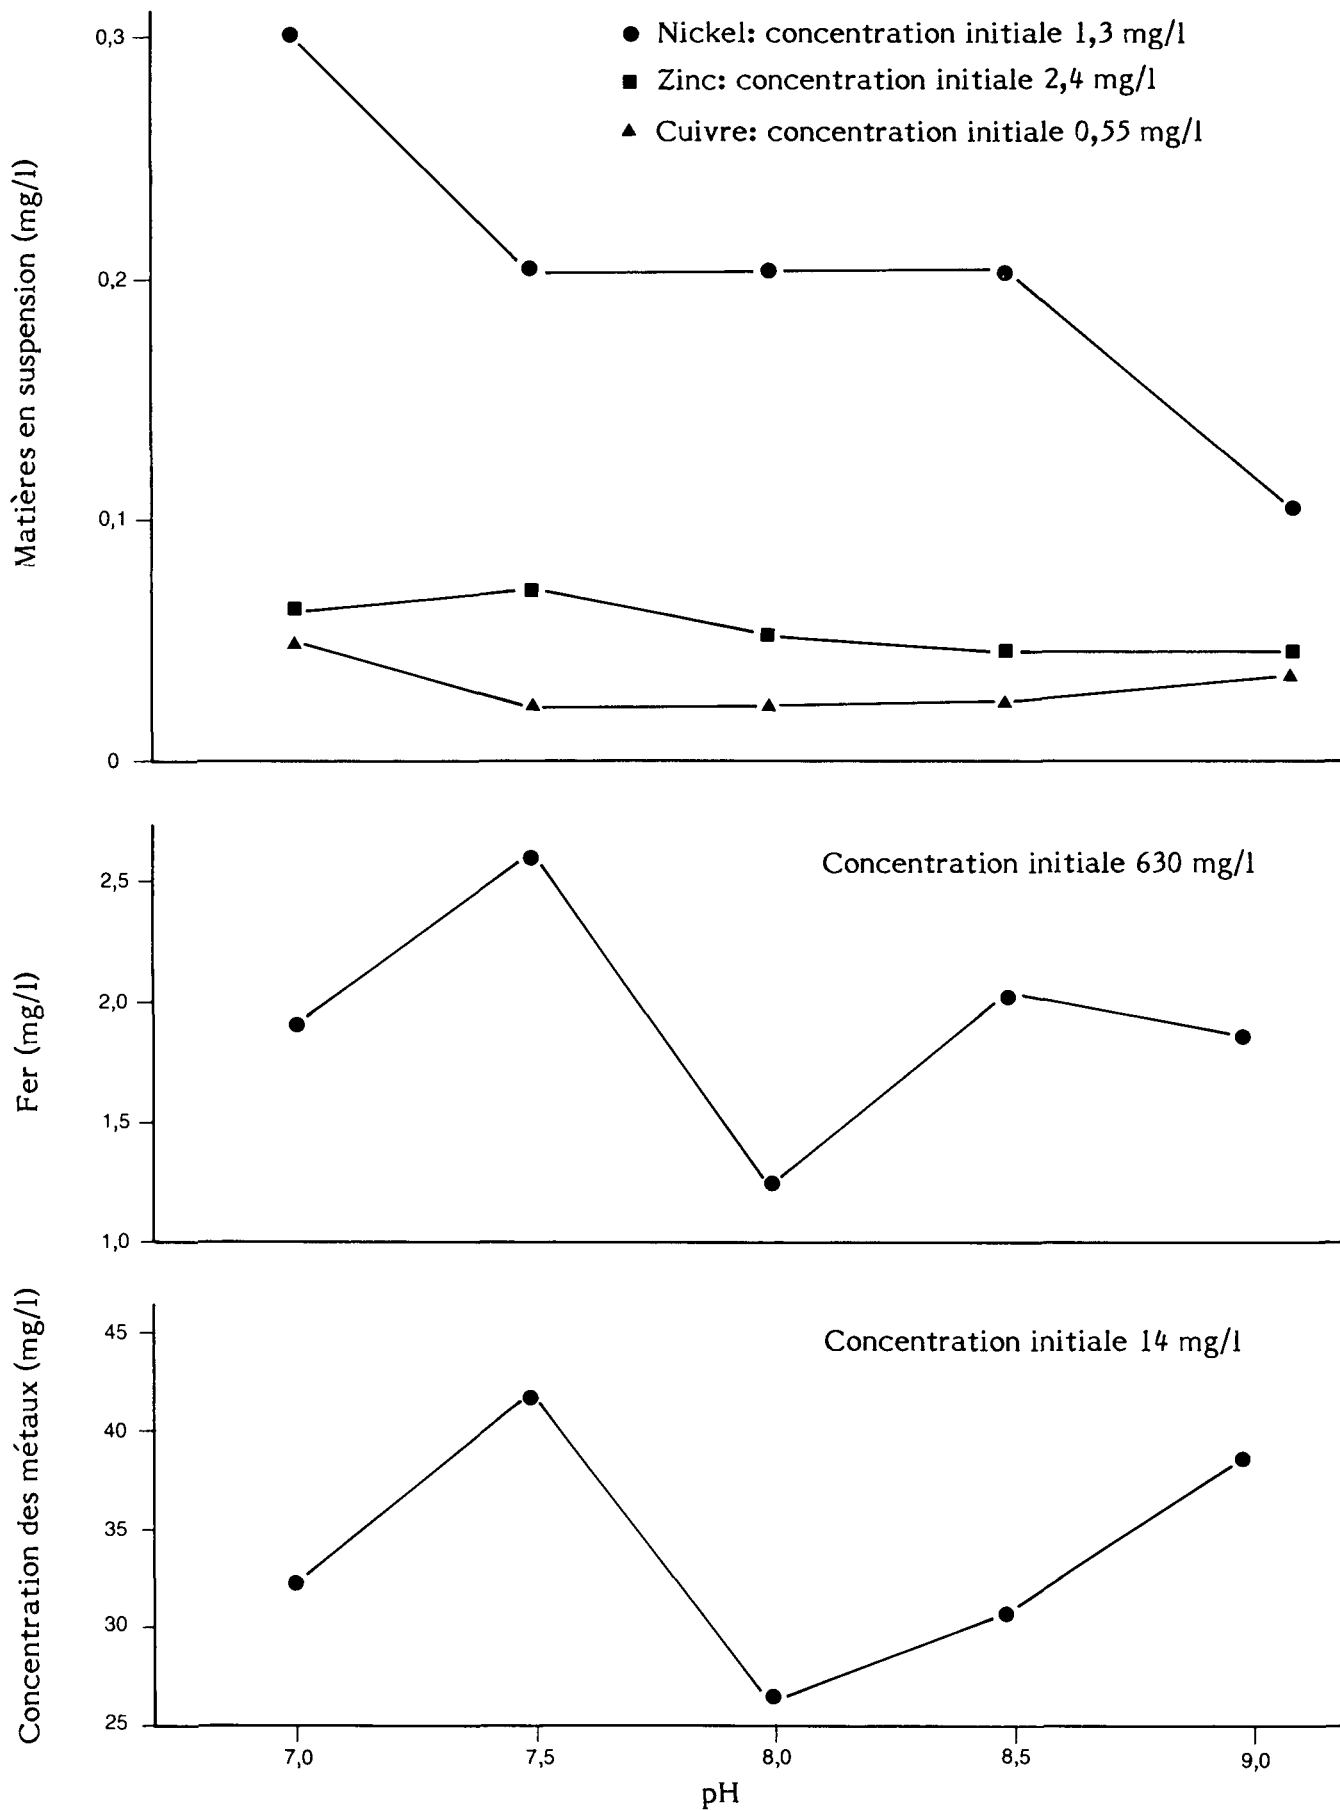 Matières en suspension (mg/l)
0,3
0,2
0,1
0
● Nickel: concentration initiale 1,3 mg/l
■ Zinc: concentration initiale 2,4 mg/l
▲ Cuivre: concentration initiale 0,55 mg/l
Fer (mg/l)
2,5
2,0
1,5
1,0
Concentration initiale 630 mg/l
Concentration des métaux (mg/l)
45
40
35
30
25
Concentration initiale 14 mg/l
7,0 7,5 8,0 8,5 9,0
pH